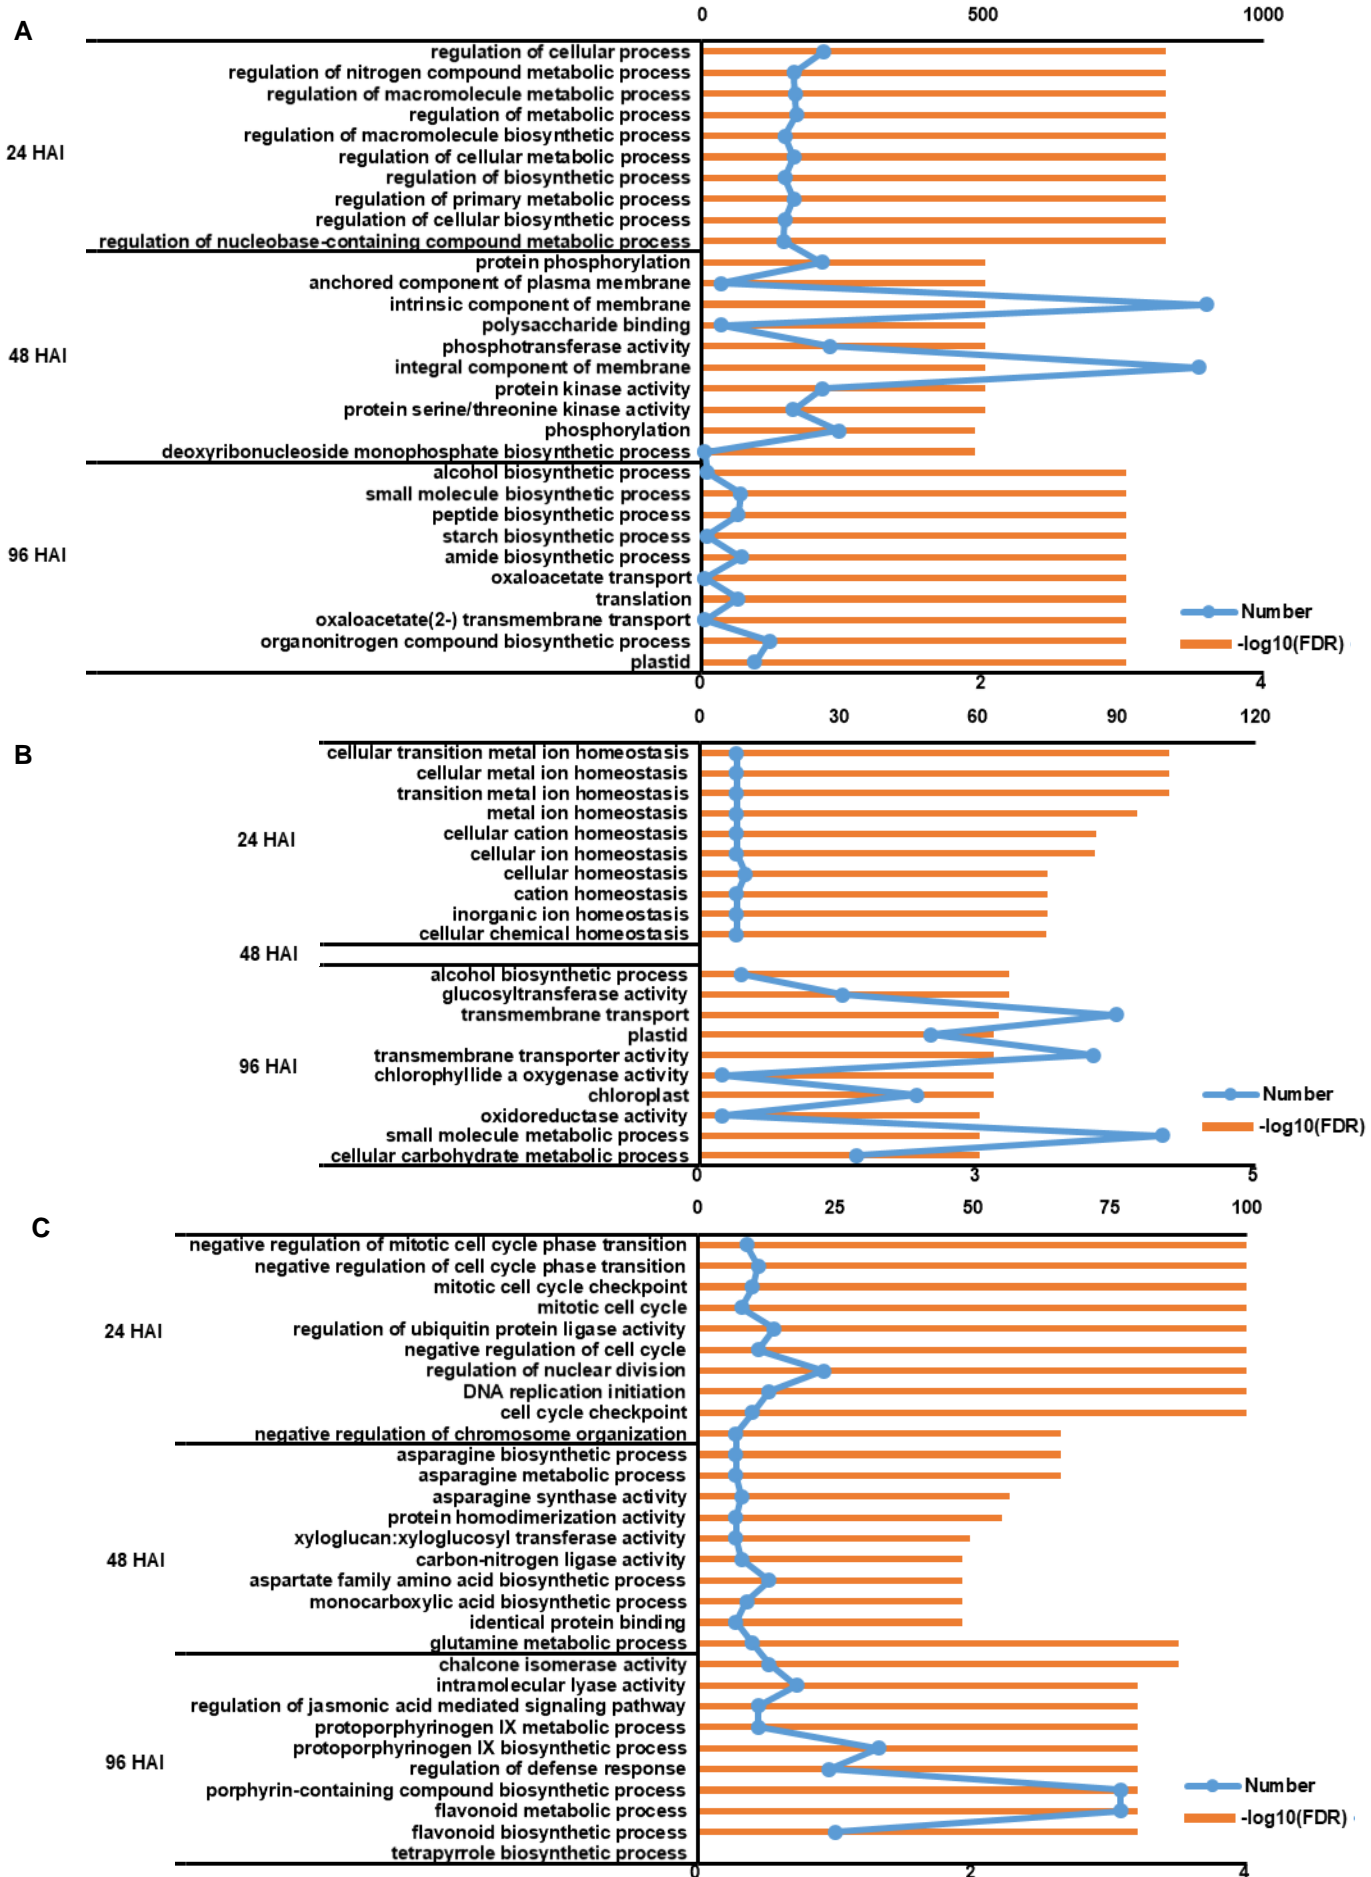 A
0 500 1000
regulation of cellular process
regulation of nitrogen compound metabolic process
regulation of macromolecule metabolic process
regulation of metabolic process
regulation of macromolecule biosynthetic process
24 HAI
regulation of cellular metabolic process
regulation of biosynthetic process
regulation of primary metabolic process
regulation of cellular biosynthetic process
regulation of nucleobase-containing compound metabolic process
protein phosphorylation
anchored component of plasma membrane
intrinsic component of membrane
polysaccharide binding
phosphotransferase activity
48 HAI
integral component of membrane
protein kinase activity
protein serine/threonine kinase activity
phosphorylation
deoxyribonucleoside monophosphate biosynthetic process
alcohol biosynthetic process
small molecule biosynthetic process
peptide biosynthetic process
starch biosynthetic process
96 HAI
amide biosynthetic process
oxaloacetate transport
translation
oxaloacetate(2-) transmembrane transport
organonitrogen compound biosynthetic process
plastid
Number
-log10(FDR)
0 2 4
B
0 30 60 90 120
cellular transition metal ion homeostasis
cellular metal ion homeostasis
transition metal ion homeostasis
metal ion homeostasis
cellular cation homeostasis
24 HAI
cellular ion homeostasis
cellular homeostasis
cation homeostasis
inorganic ion homeostasis
cellular chemical homeostasis
48 HAI
alcohol biosynthetic process
glucosyltransferase activity
transmembrane transport
plastid
transmembrane transporter activity
96 HAI
chlorophyllide a oxygenase activity
chloroplast
oxidoreductase activity
small molecule metabolic process
cellular carbohydrate metabolic process
Number
-log10(FDR)
0 3 5
C
0 25 50 75 100
negative regulation of mitotic cell cycle phase transition
negative regulation of cell cycle phase transition
mitotic cell cycle checkpoint
mitotic cell cycle
24 HAI
regulation of ubiquitin protein ligase activity
negative regulation of cell cycle
regulation of nuclear division
DNA replication initiation
cell cycle checkpoint
negative regulation of chromosome organization
asparagine biosynthetic process
asparagine metabolic process
asparagine synthase activity
protein homodimerization activity
xyloglucan:xyloglucosyl transferase activity
48 HAI
carbon-nitrogen ligase activity
aspartate family amino acid biosynthetic process
monocarboxylic acid biosynthetic process
identical protein binding
glutamine metabolic process
chalcone isomerase activity
intramolecular lyase activity
regulation of jasmonic acid mediated signaling pathway
protoporphyrinogen IX metabolic process
protoporphyrinogen IX biosynthetic process
96 HAI
regulation of defense response
porphyrin-containing compound biosynthetic process
flavonoid metabolic process
flavonoid biosynthetic process
tetrapyrrole biosynthetic process
Number
-log10(FDR)
0 2 4